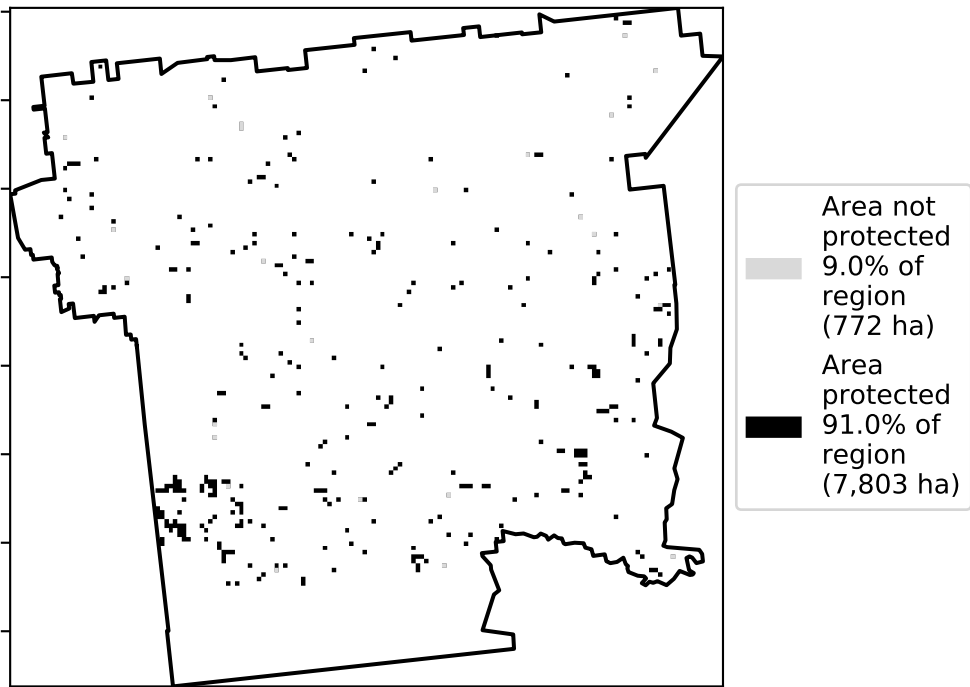 Area not
protected
9.0% of
region
(772 ha)
Area
protected
91.0% of
region
(7,803 ha)